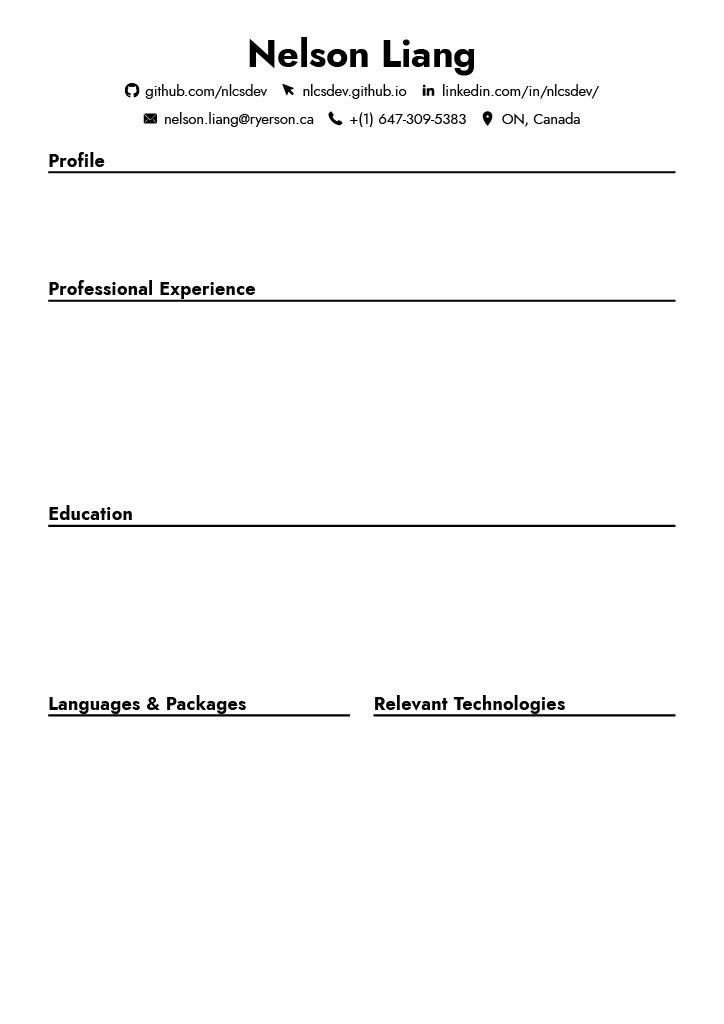 Nelson Liang
github.com/nlcsdev nlcsdev.github.io linkedin.com/in/nlcsdev/
nelson.liang@ryerson.ca +(1) 647-309-5383 ON, Canada
Profile
Professional Experience
Education
Languages & Packages
Relevant Technologies